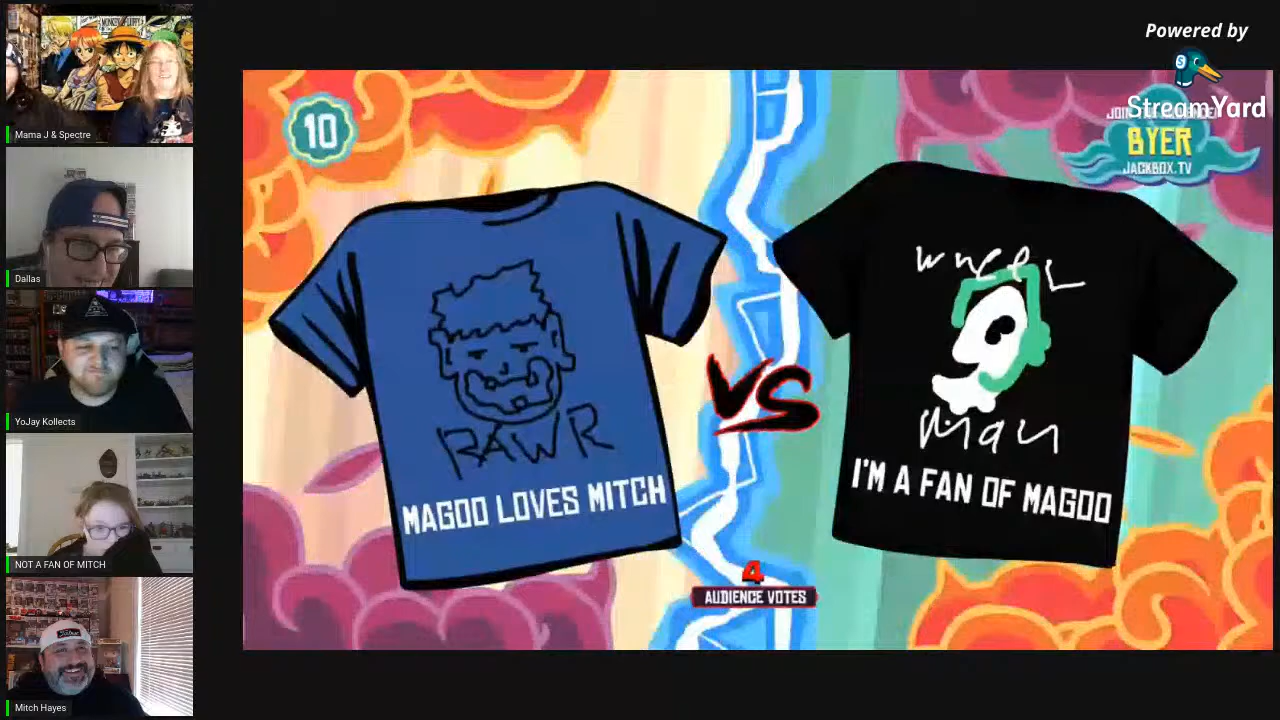 Powered by
StreamYard
Mama J & Spectre
Dallas
YoJay Kollects
NOT A FAN OF MITCH
Mitch Hayes
10
BYER
JACKBOX.TV
RAWR
MAGOO LOVES MITCH
VS
man
I'M A FAN OF MAGOO
4
AUDIENCE VOTES